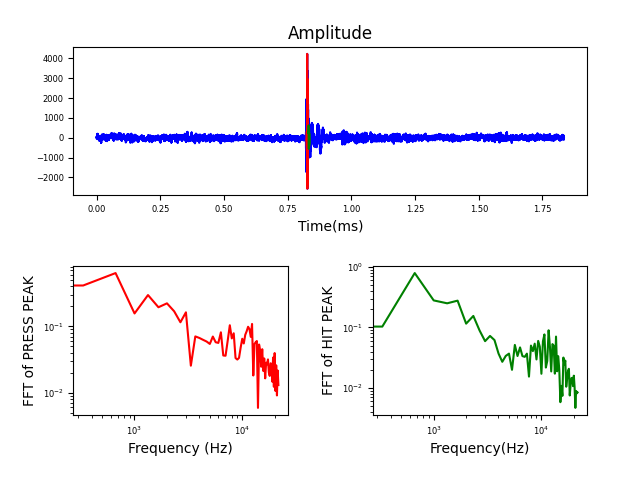 Amplitude
4000
3000
2000
1000
0
−1000
−2000
0.00 0.25 0.50 0.75 1.00 1.25 1.50 1.75
Time(ms)
FFT of PRESS PEAK
10⁻¹
10⁻²
10³ 10⁴
Frequency (Hz)
FFT of HIT PEAK
10⁰
10⁻¹
10⁻²
10³ 10⁴
Frequency(Hz)